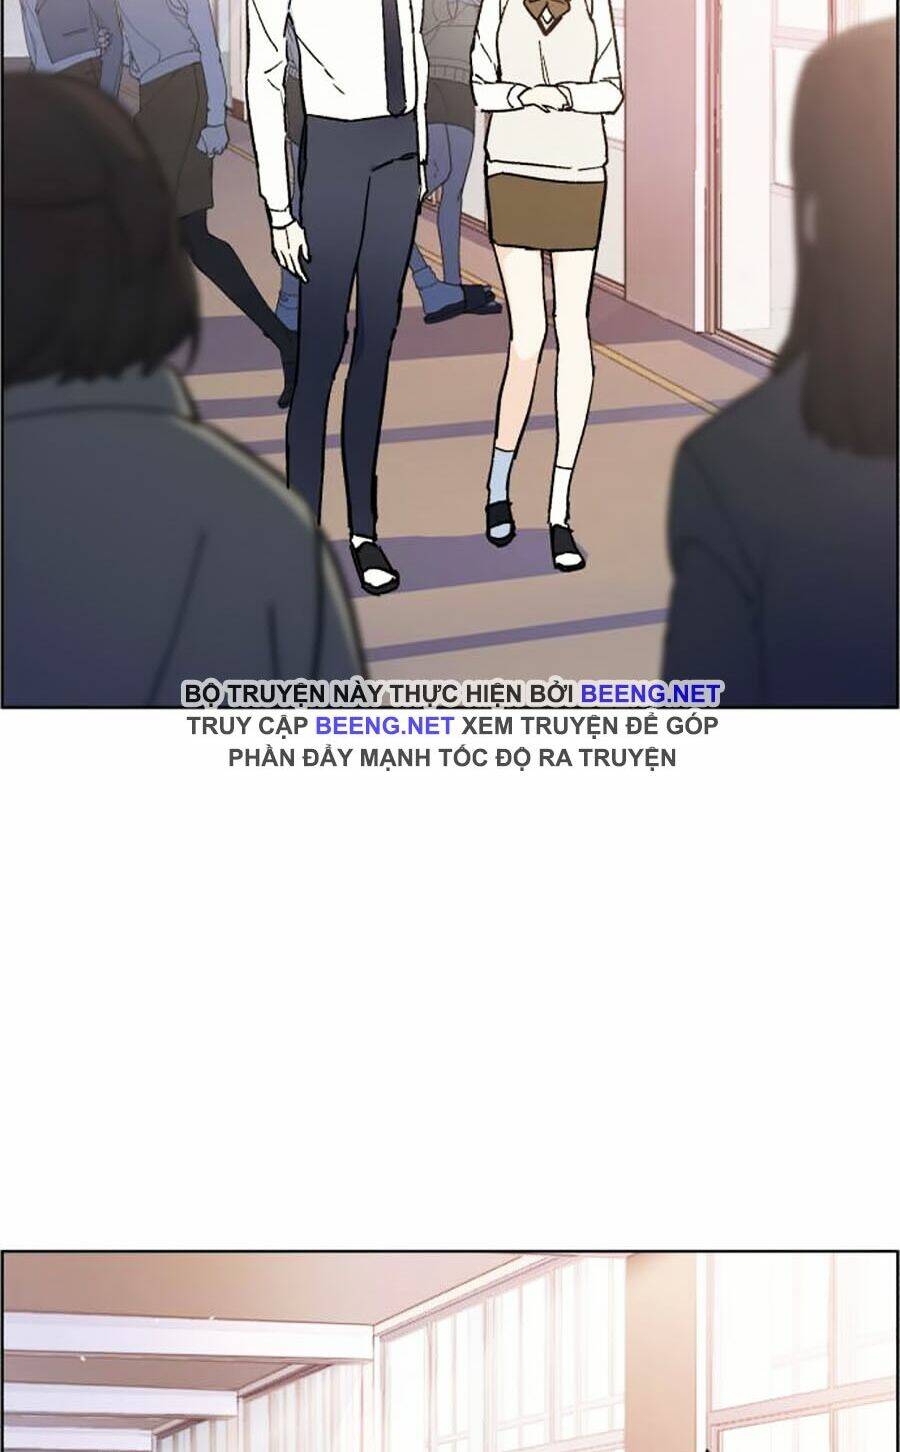 BỘ TRUYỆN NÀY THỰC HIỆN BỞI BEENG.NET
TRUY CẬP BEENG.NET XEM TRUYỆN ĐỂ GÓP
PHẦN ĐẨY MẠNH TỐC ĐỘ RA TRUYỆN